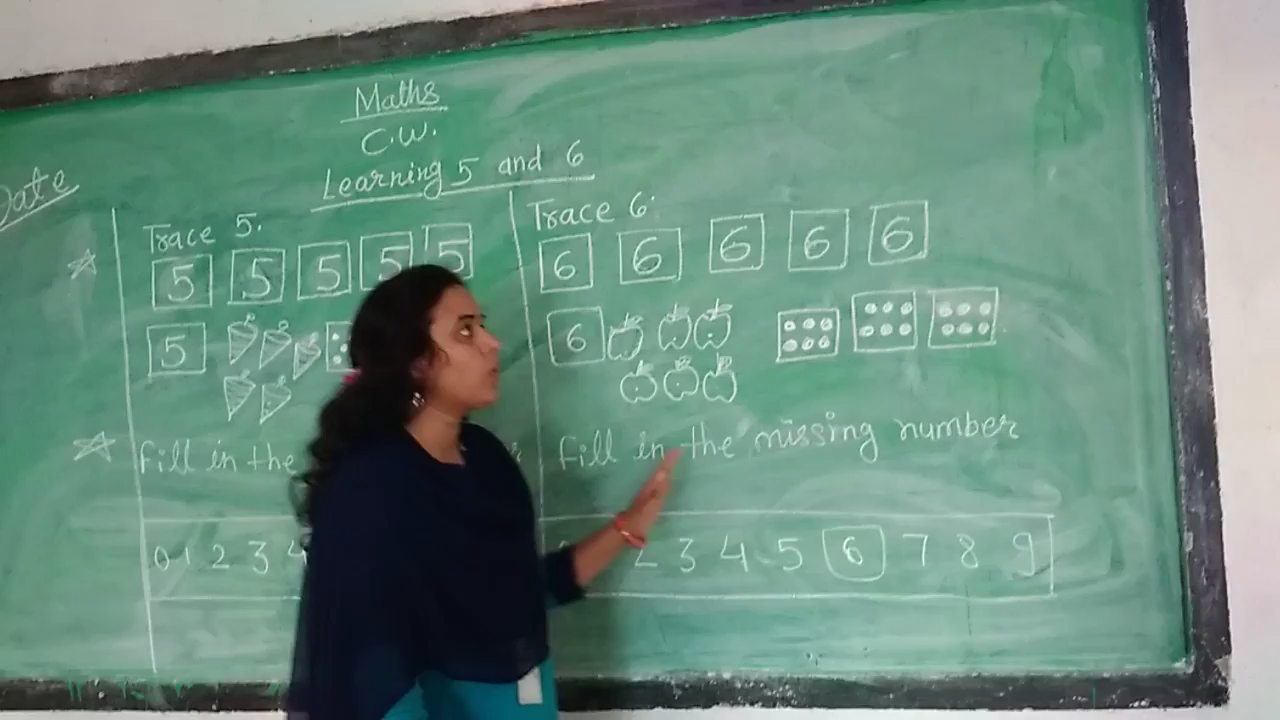 Maths
C.W.
Learning 5 and 6
Date
Trace 5.
5 5 5 5 5
5
Fill in the
0 1 2 3 4
Trace 6.
6 6 6 6 6
6
Fill in the missing number
2 3 4 5 6 7 8 9